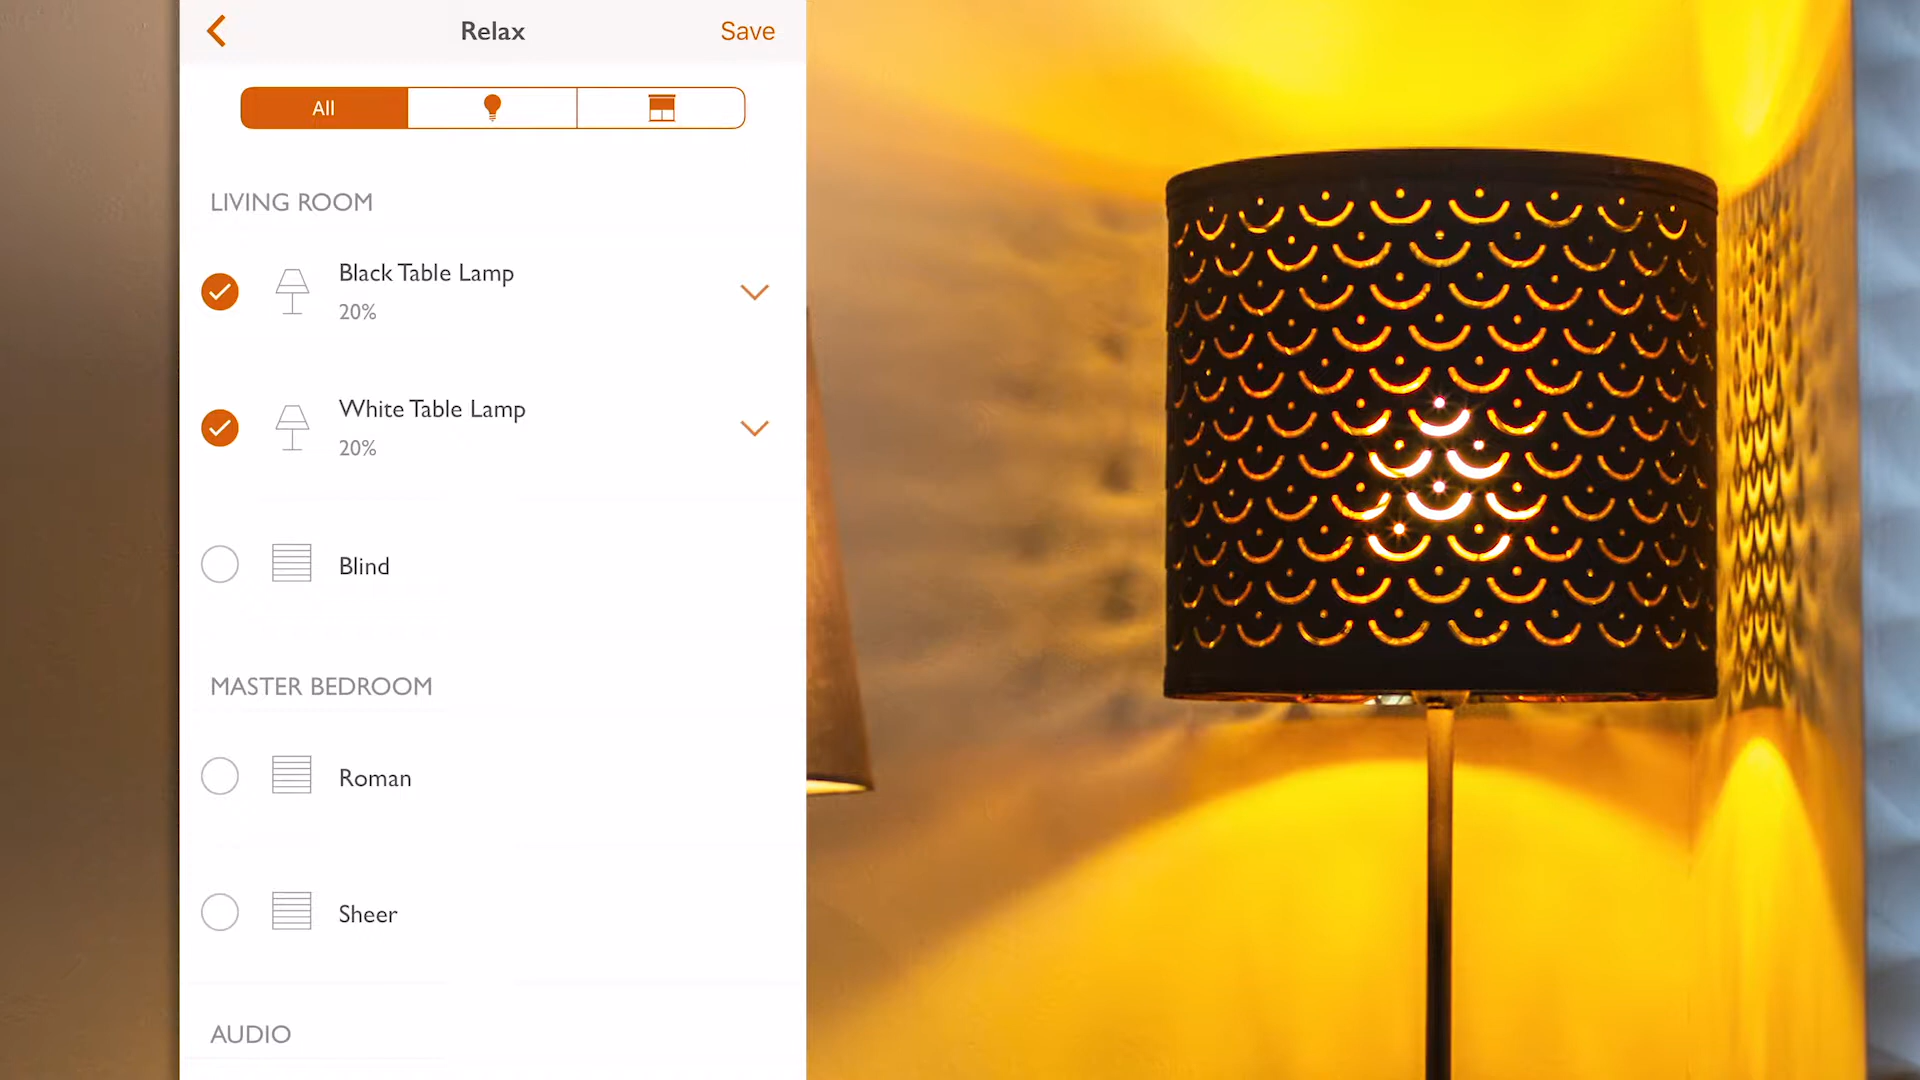 Relax
Save
All
LIVING ROOM
Black Table Lamp
20%
White Table Lamp
20%
Blind
MASTER BEDROOM
Roman
Sheer
AUDIO